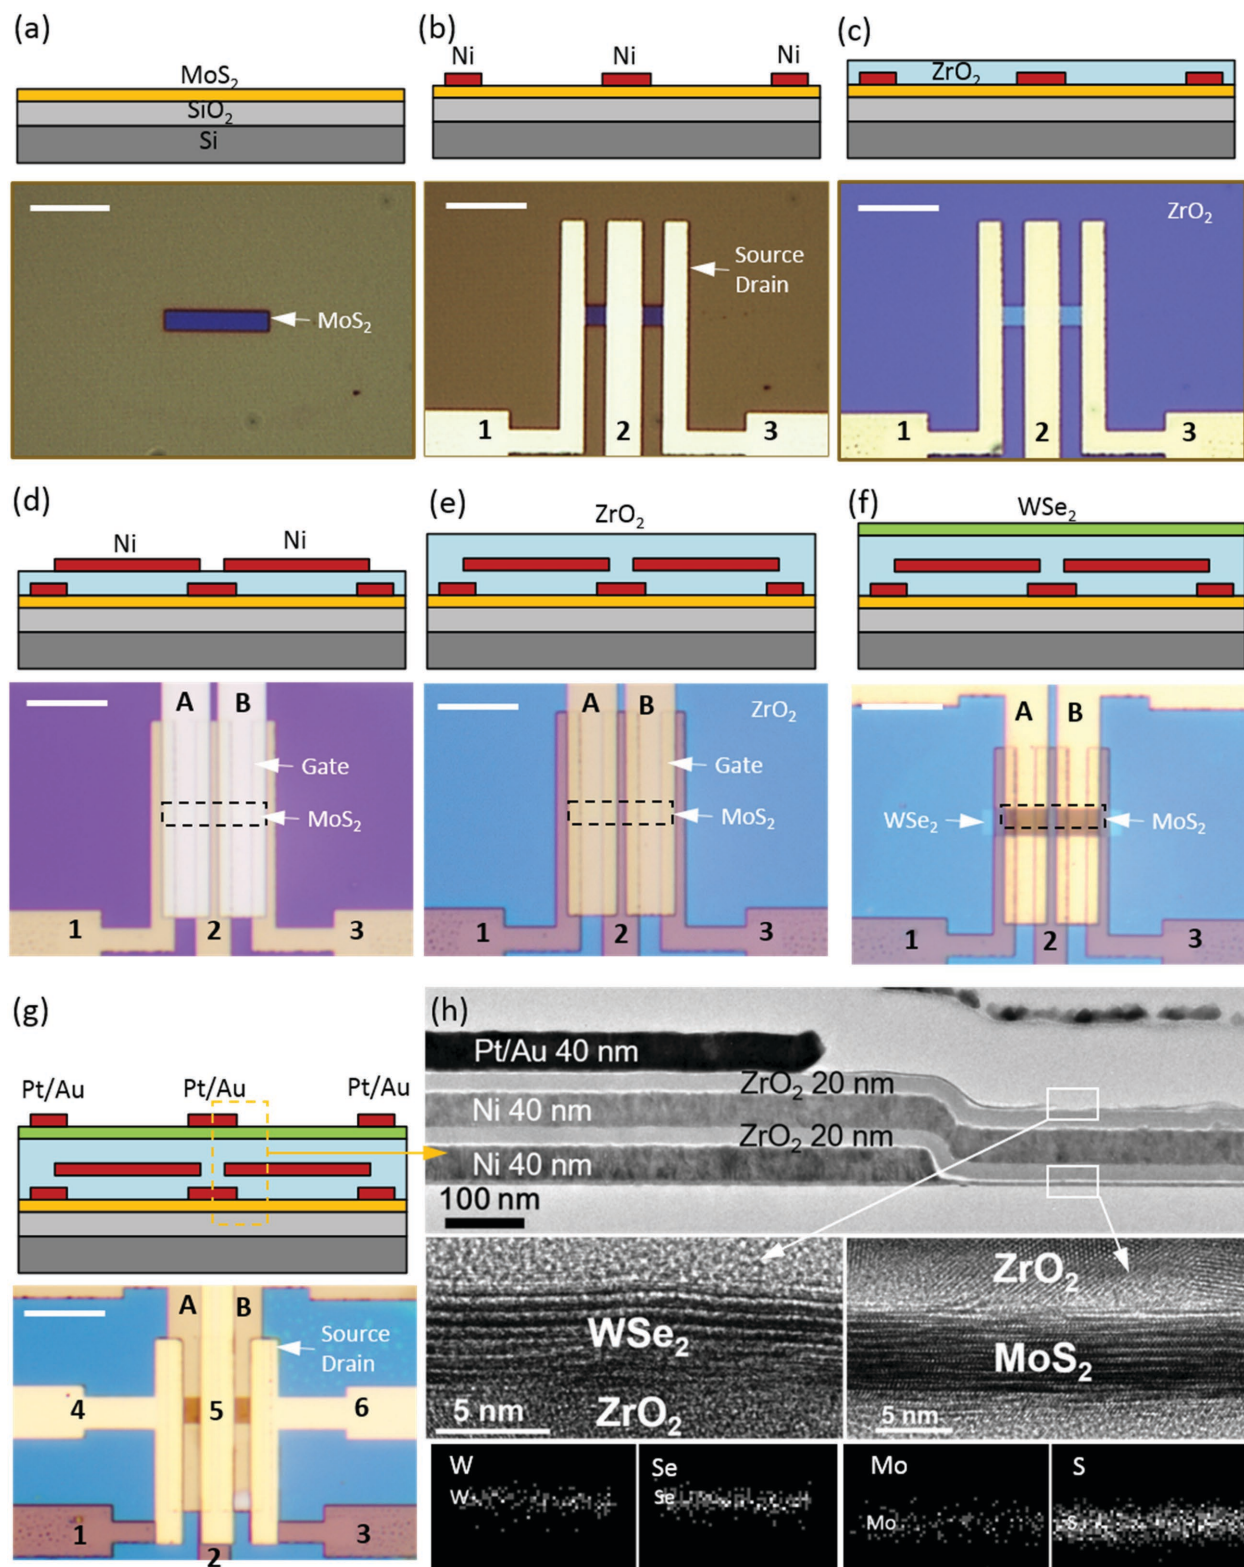 (a)
MoS₂
SiO₂
Si
MoS₂
(b)
Ni Ni Ni
Source
Drain
1 2 3
(c)
ZrO₂
ZrO₂
1 2 3
(d)
Ni Ni
A B
Gate
MoS₂
1 2 3
(e)
ZrO₂
A B
ZrO₂
Gate
MoS₂
1 2 3
(f)
WSe₂
A B
WSe₂ MoS₂
1 2 3
(g)
Pt/Au Pt/Au Pt/Au
A B
Source
Drain
4 5 6
1 2 3
(h)
Pt/Au 40 nm
ZrO₂ 20 nm
Ni 40 nm
ZrO₂ 20 nm
Ni 40 nm
100 nm
WSe₂
5 nm
ZrO₂
ZrO₂
MoS₂
5 nm
W
W
Se
Se
Mo
Mo
S
S